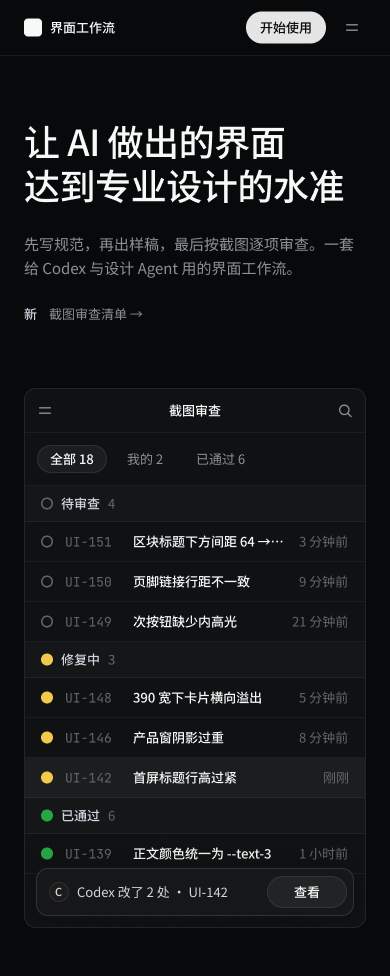 界面工作流
开始使用
让 AI 做出的界面
达到专业设计的水准
先写规范，再出样稿，最后按截图逐项审查。一套
给 Codex 与设计 Agent 用的界面工作流。
新 截图审查清单 →
截图审查
全部 18 我的 2 已通过 6
待审查 4
UI-151 区块标题下方间距 64 →… 3 分钟前
UI-150 页脚链接行距不一致 9 分钟前
UI-149 次按钮缺少内高光 21 分钟前
修复中 3
UI-148 390 宽下卡片横向溢出 5 分钟前
UI-146 产品窗阴影过重 8 分钟前
UI-142 首屏标题行高过紧 刚刚
已通过 6
UI-139 正文颜色统一为 --text-3 1 小时前
C Codex 改了 2 处 · UI-142 查看